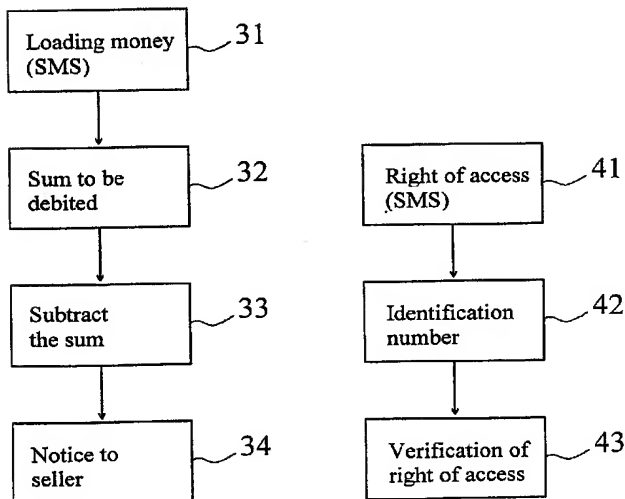 Loading money
(SMS)
31
Sum to be
debited
32
Subtract
the sum
33
Notice to
seller
34
Right of access
(SMS)
41
Identification
number
42
Verification of
right of access
43